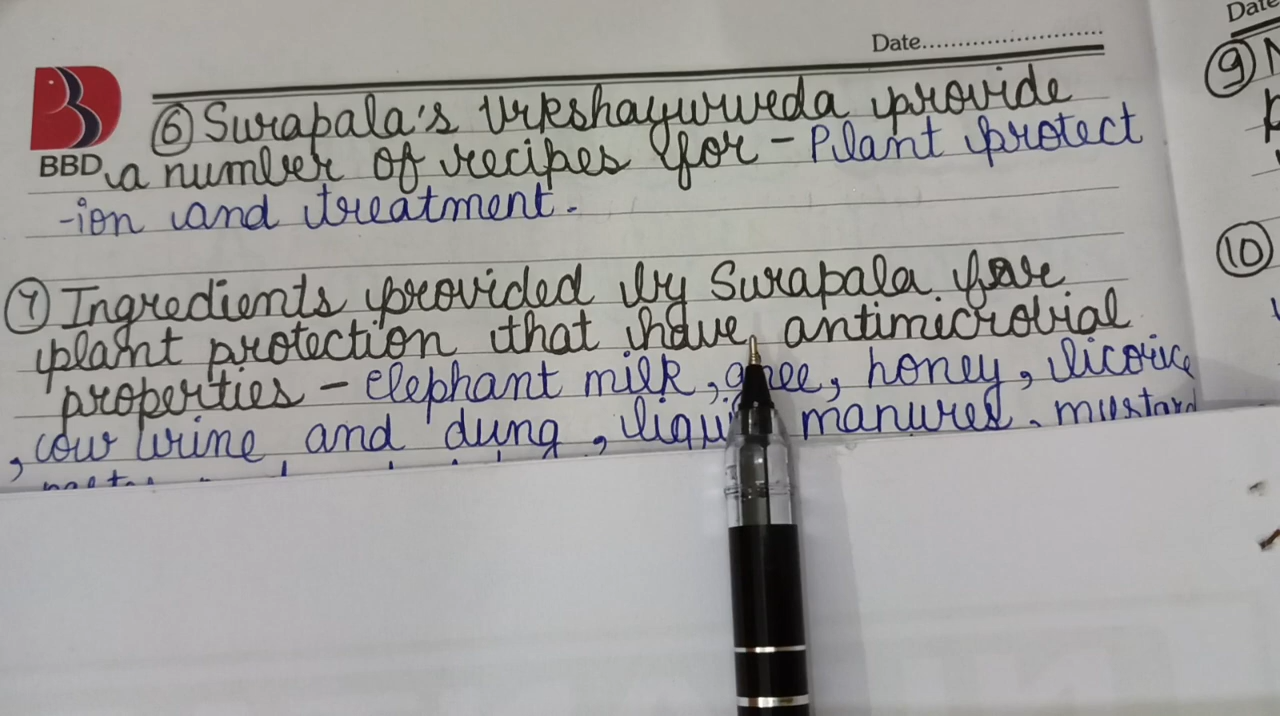 Date
BBD
Date
⑥ Surapala's Vrkshayurveda provide
a number of recipes for - Plant protect
-ion and treatment.
⑦ Ingredients provided by Surapala for
plant protection that have antimicrobial
properties - elephant milk, ghee, honey, licorice
, cow urine and dung, liquid manures, mustard
⑨
⑩